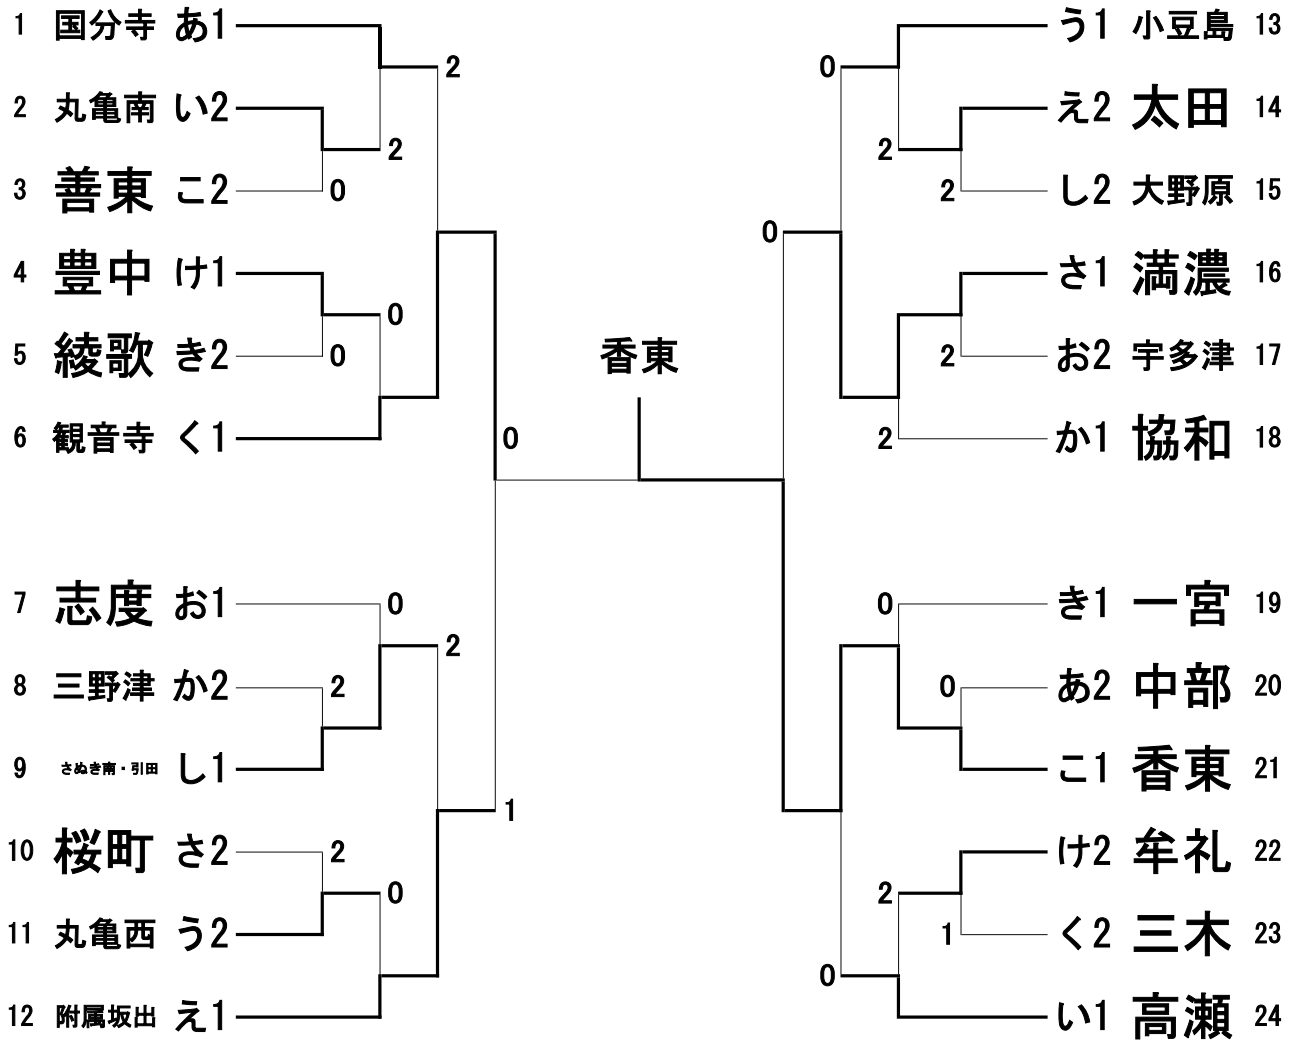 1 国分寺 あ1
2
2 丸亀南 い2
2
3 善東 こ2
0
4 豊中 け1
0
5 綾歌 き2
0
6 観音寺 く1
0
7 志度 お1
0
2
8 三野津 か2
2
9 さぬき南・引田 し1
1
10 桜町 さ2
2
0
11 丸亀西 う2
12 附属坂出 え1
香東
う1 小豆島 13
0
え2 太田 14
2
2
し2 大野原 15
0
さ1 満濃 16
2
お2 宇多津 17
2
か1 協和 18
0
き1 一宮 19
0
あ2 中部 20
こ1 香東 21
け2 牟礼 22
2
1
く2 三木 23
0
い1 高瀬 24